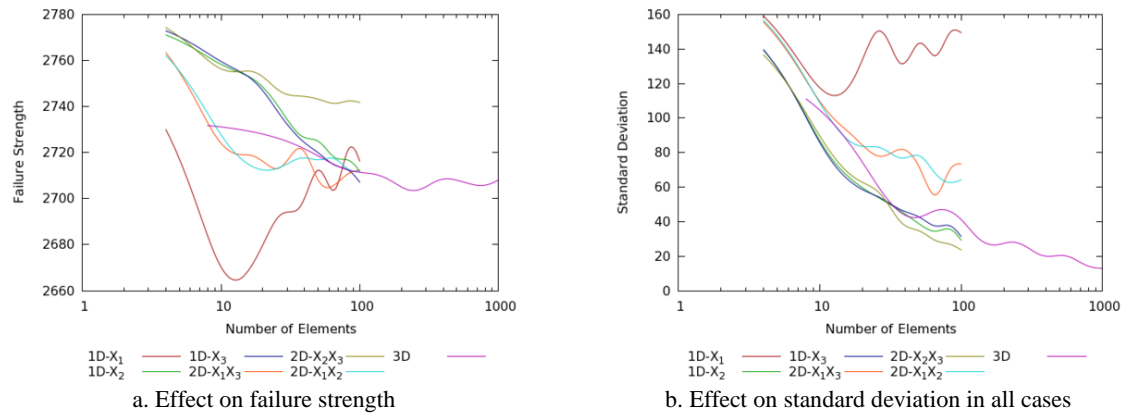 2780
2760
2740
2720
2700
2680
2660
Failure Strength
1 10 100 1000
Number of Elements
1D-X1 1D-X3 2D-X2X3 3D
1D-X2 2D-X1X3 2D-X1X2
a. Effect on failure strength
160
140
120
100
80
60
40
20
0
Standard Deviation
1 10 100 1000
Number of Elements
1D-X1 1D-X3 2D-X2X3 3D
1D-X2 2D-X1X3 2D-X1X2
b. Effect on standard deviation in all cases